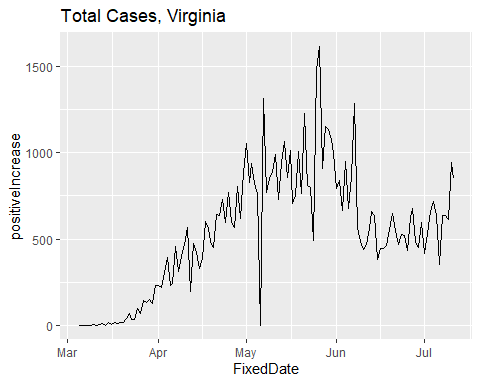 Total Cases, Virginia
positiveIncrease
1500
1000
500
0
Mar Apr May Jun Jul
FixedDate